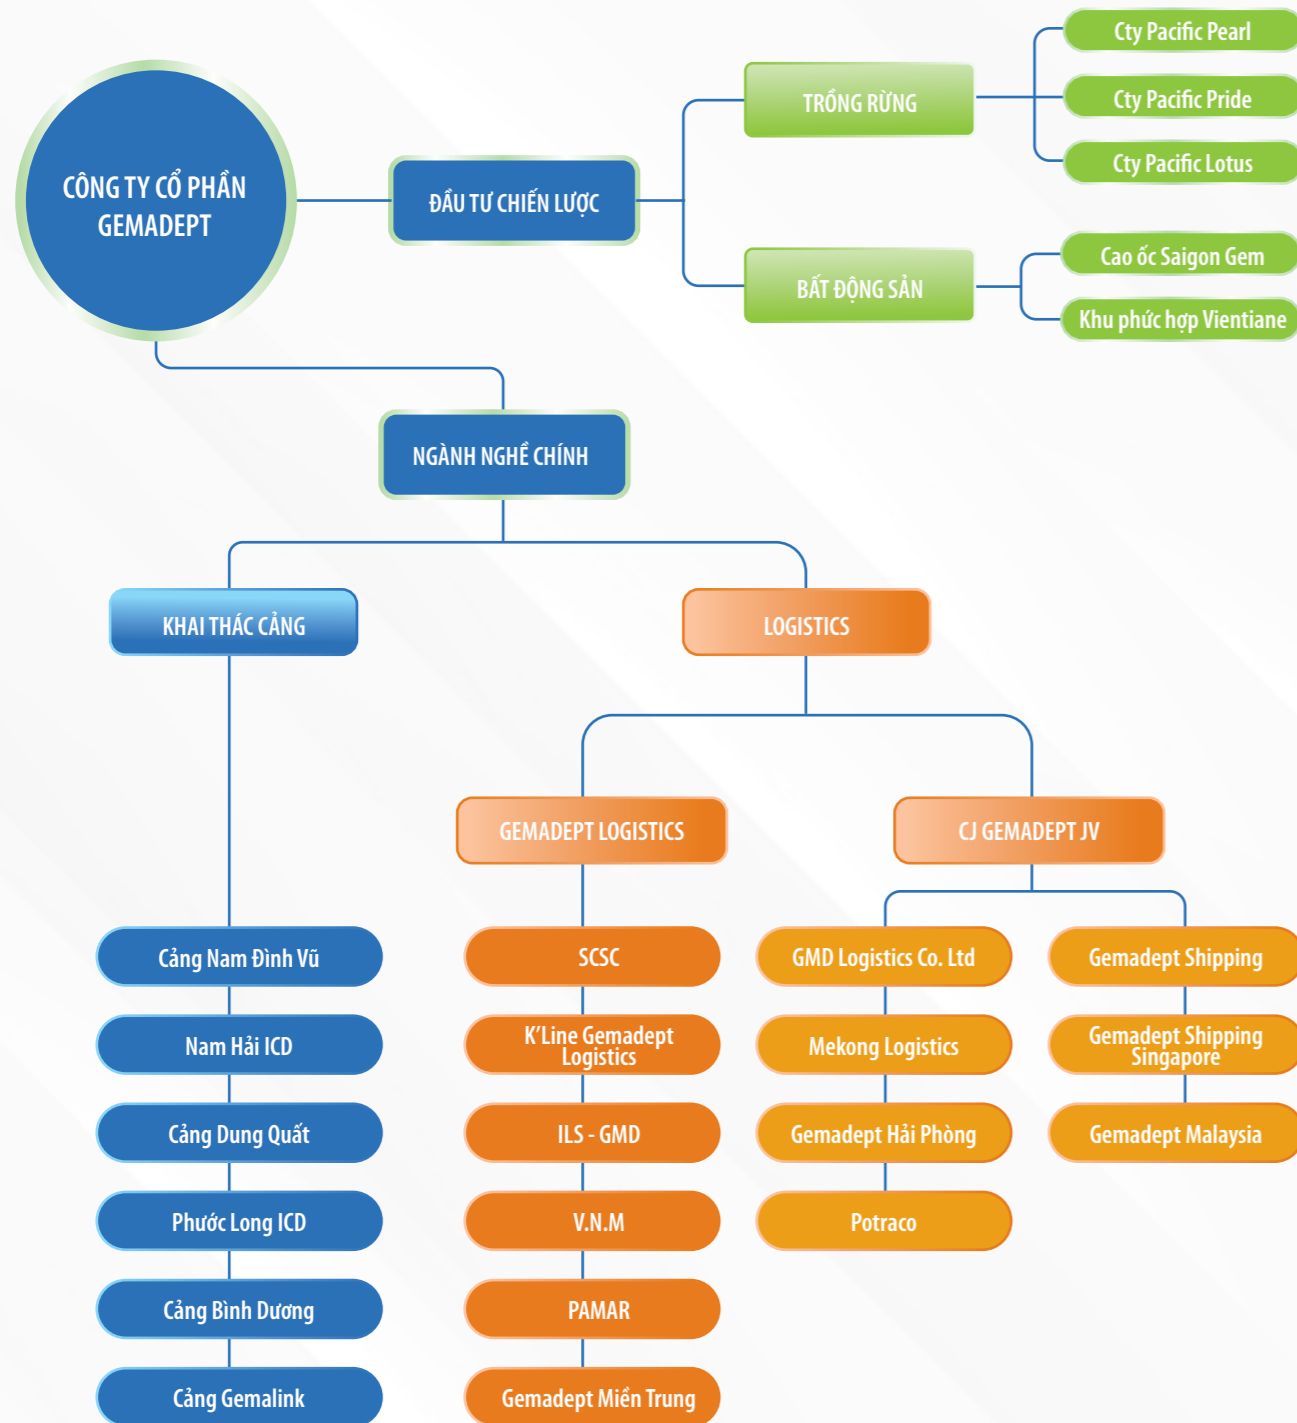 CÔNG TY CỔ PHẦN
GEMADEPT
ĐẦU TƯ CHIẾN LƯỢC
TRỒNG RỪNG
Cty Pacific Pearl
Cty Pacific Pride
Cty Pacific Lotus
BẤT ĐỘNG SẢN
Cao ốc Saigon Gem
Khu phức hợp Vientiane
NGÀNH NGHỀ CHÍNH
KHAI THÁC CẢNG
LOGISTICS
GEMADEPT LOGISTICS
CJ GEMADEPT JV
Cảng Nam Đình Vũ
Nam Hải ICD
Cảng Dung Quất
Phước Long ICD
Cảng Bình Dương
Cảng Gemalink
SCSC
K’Line Gemadept
Logistics
ILS - GMD
V.N.M
PAMAR
Gemadept Miền Trung
GMD Logistics Co. Ltd
Mekong Logistics
Gemadept Hải Phòng
Potraco
Gemadept Shipping
Gemadept Shipping
Singapore
Gemadept Malaysia